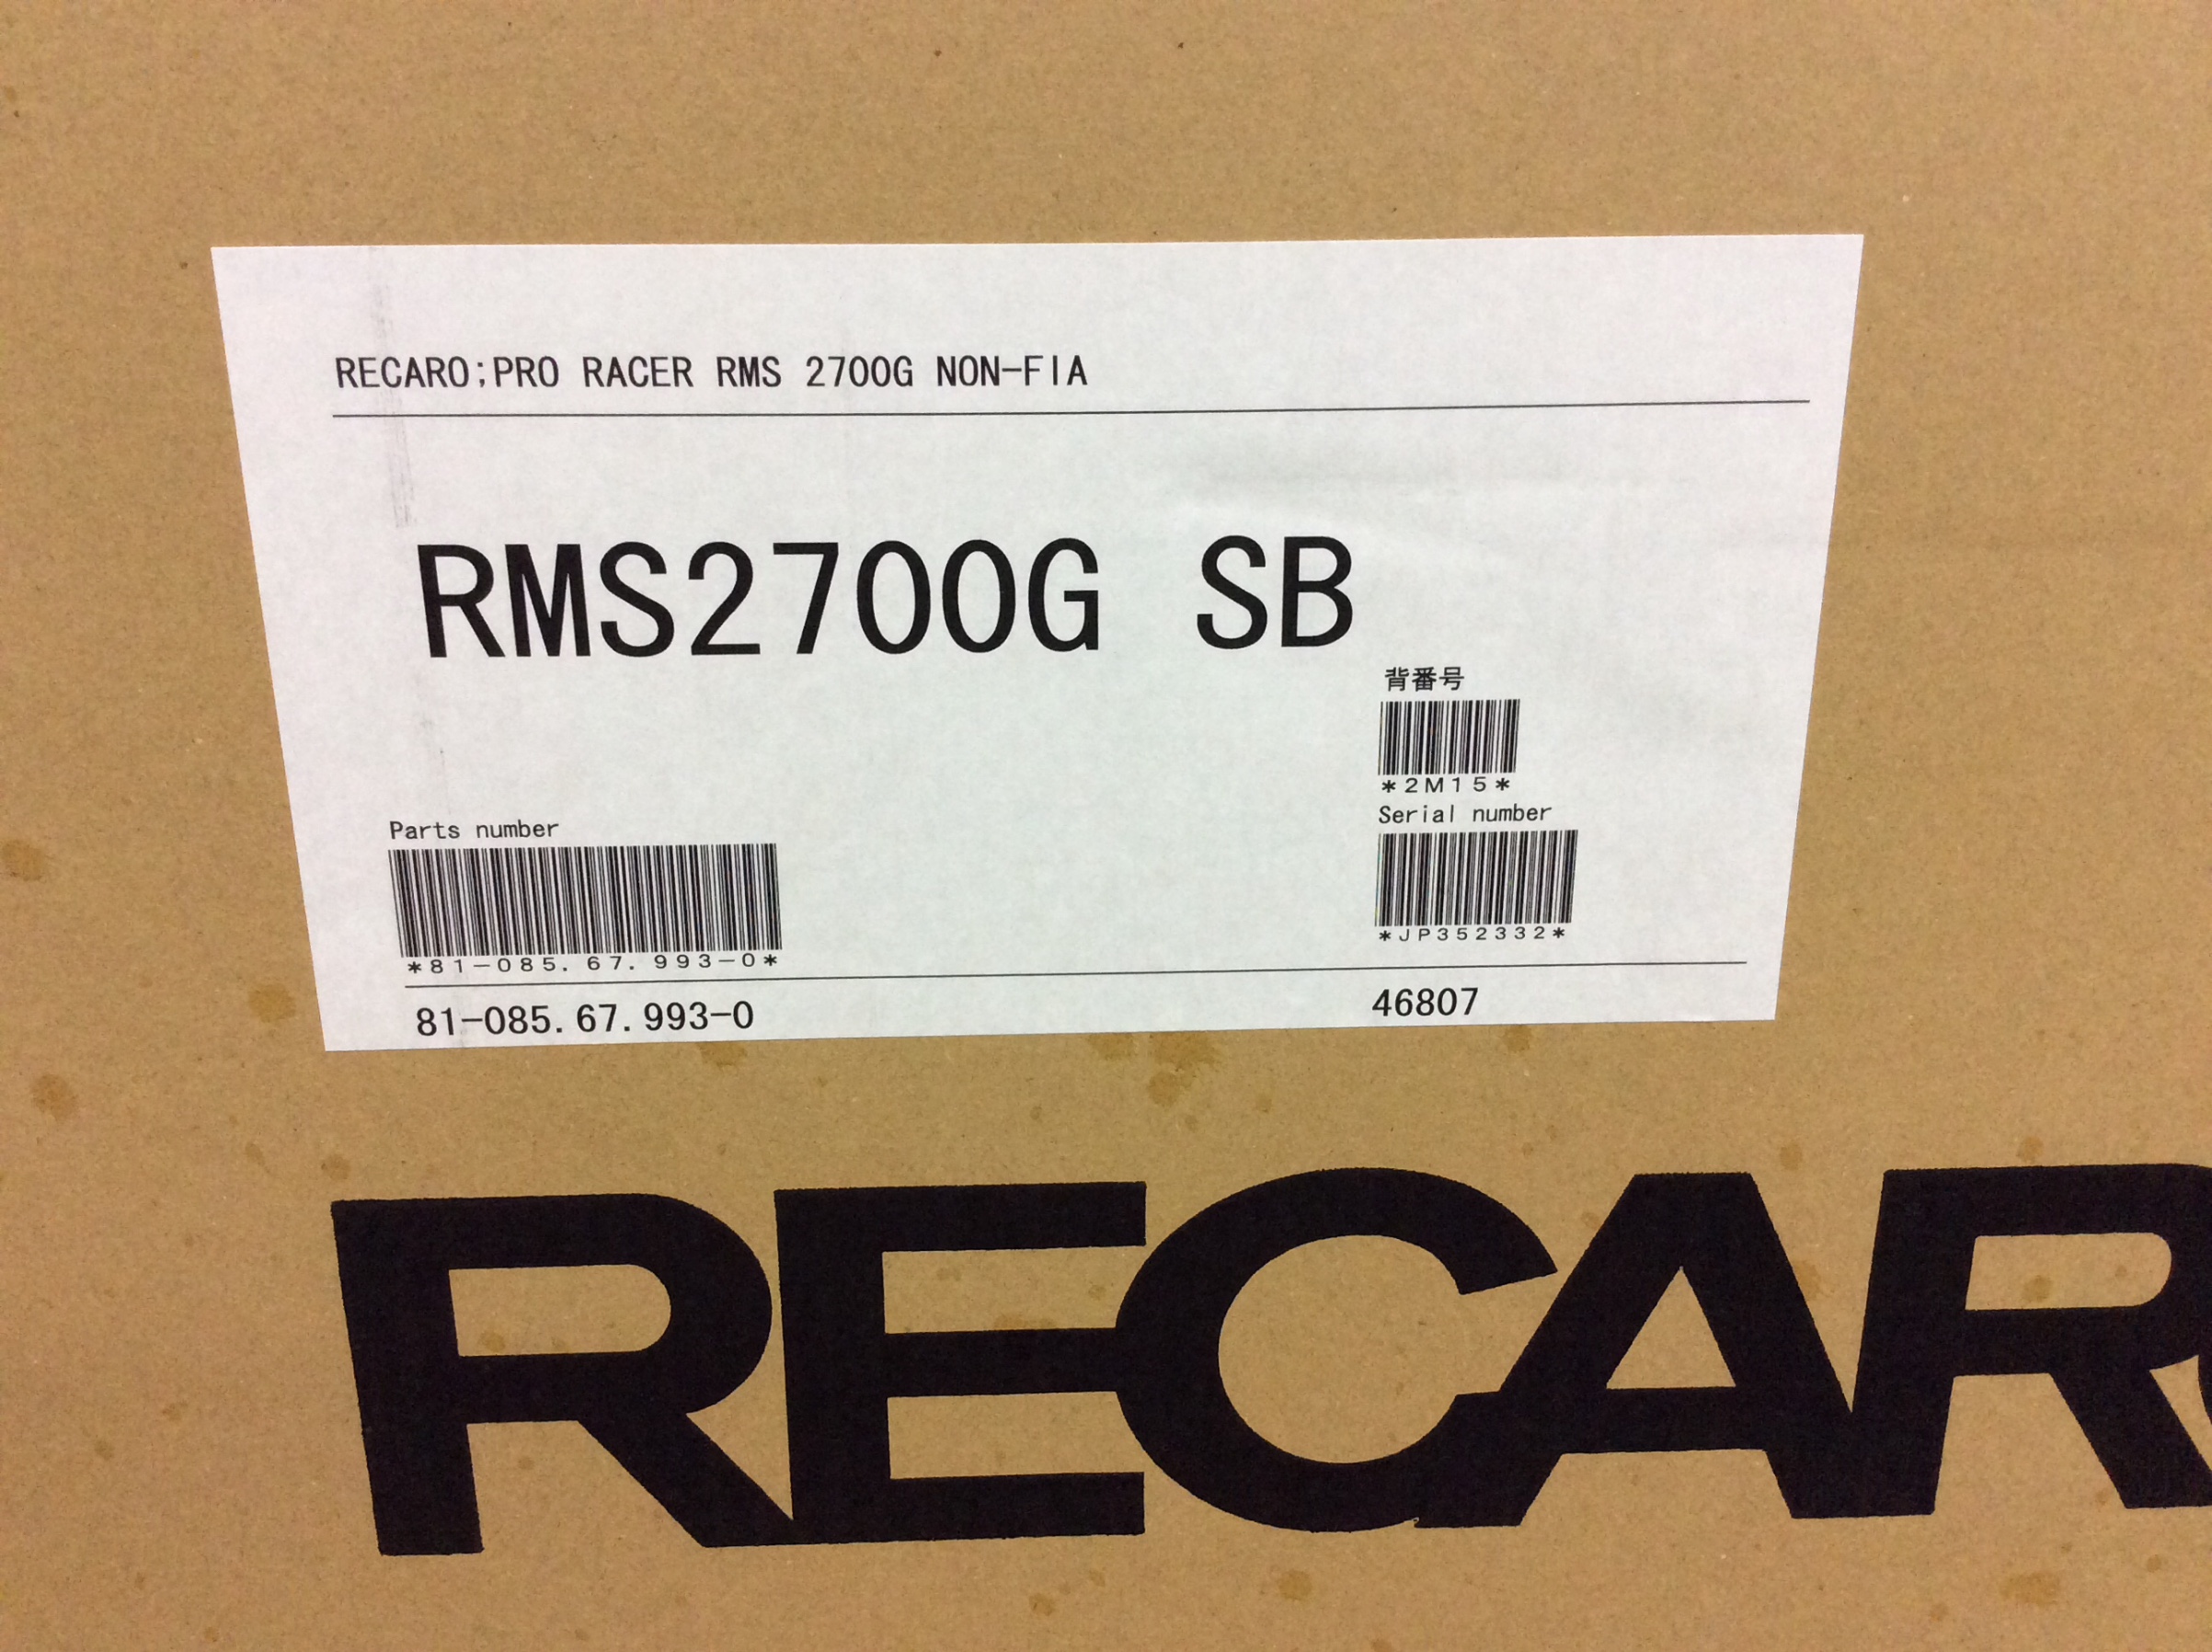 RECARO;PRO RACER RMS 2700G NON-FIA
RMS2700G SB
背番号
*2M15*
Parts number
Serial number
*81-085.67.993-0*
*JP352332*
81-085.67.993-0
46807
RECARO